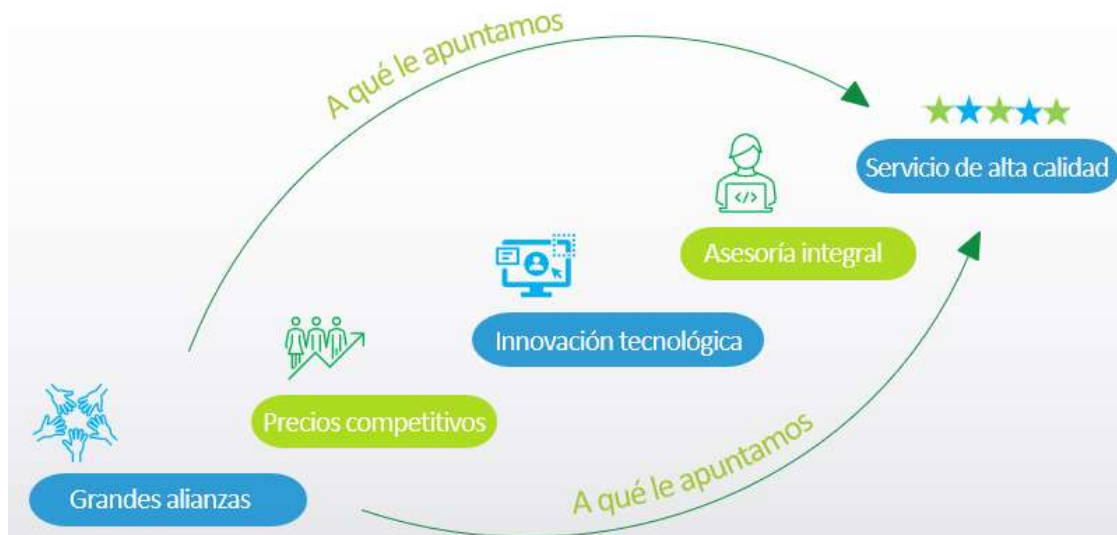 A qué le apuntamos
Servicio de alta calidad
</>
Asesoría integral
Innovación tecnológica
Precios competitivos
A qué le apuntamos
Grandes alianzas